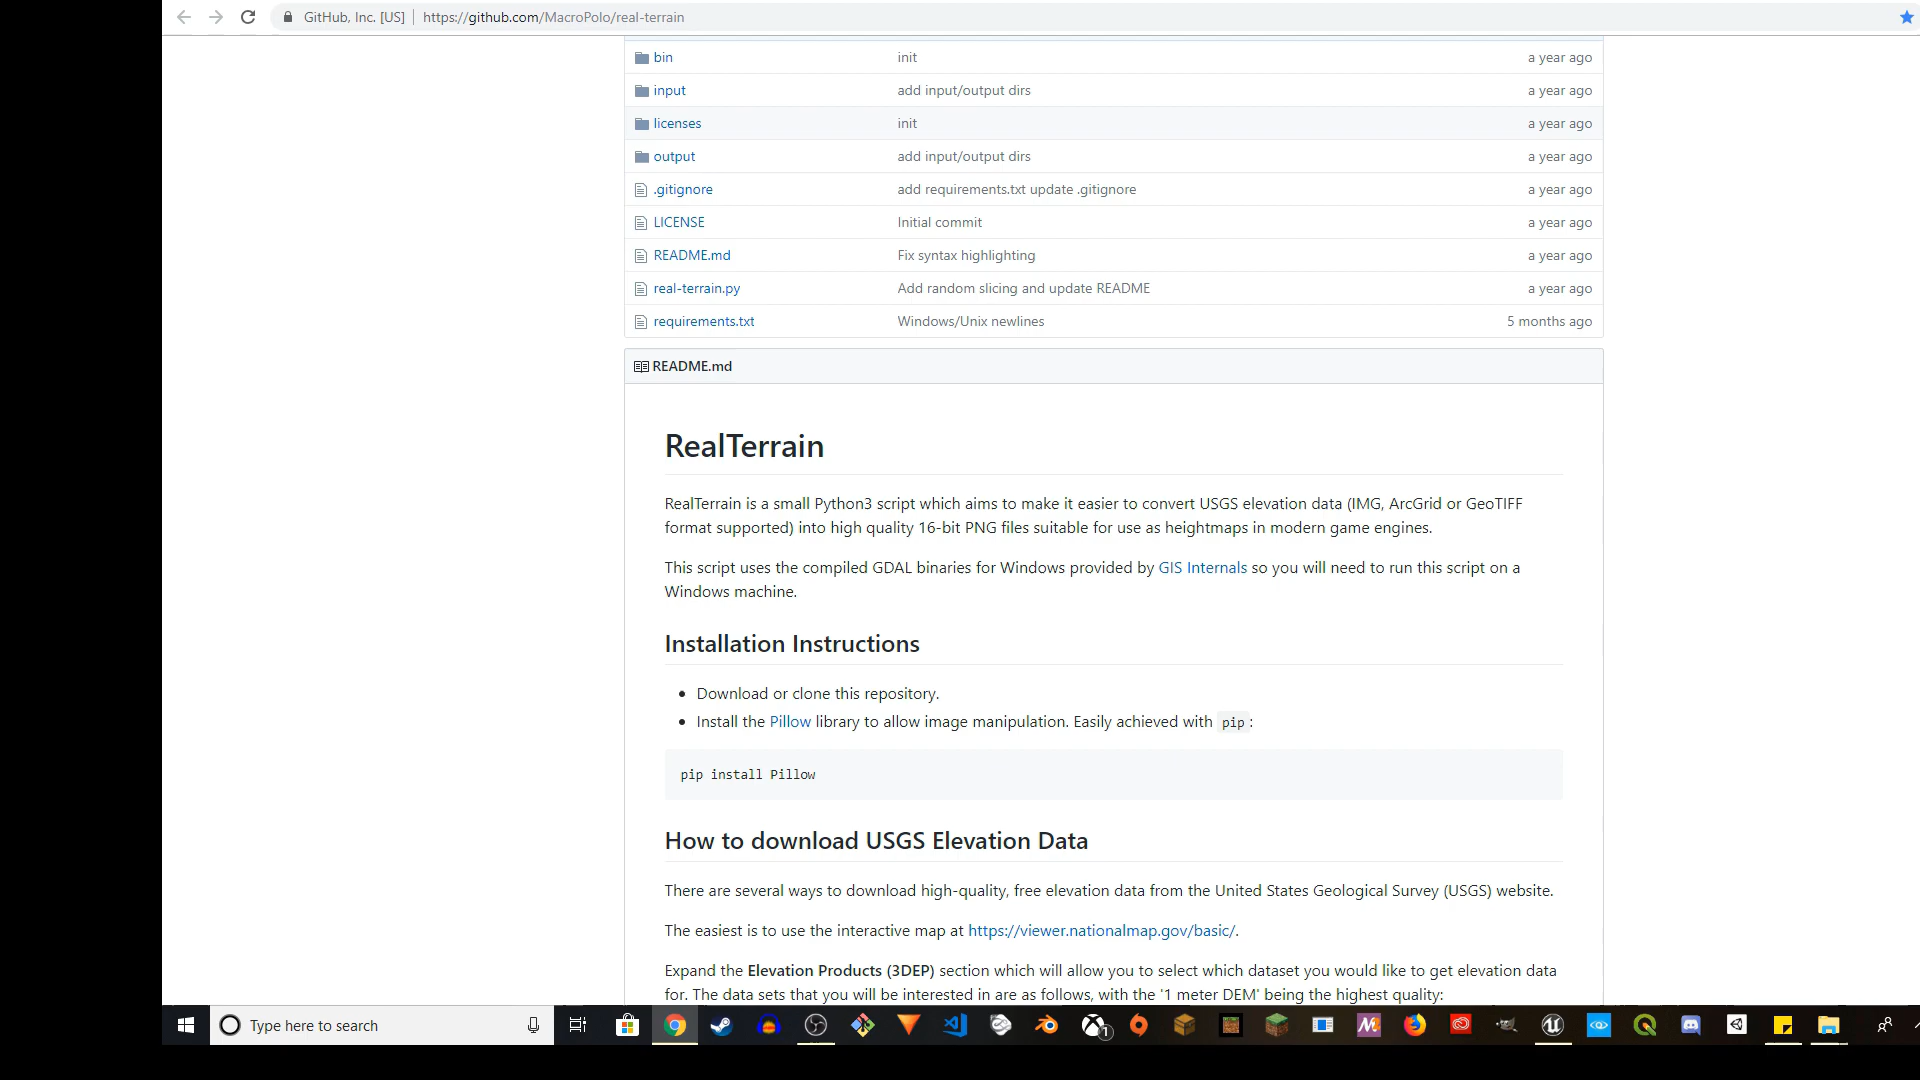 GitHub, Inc. [US] https://github.com/MacroPolo/real-terrain
bin init a year ago
input add input/output dirs a year ago
licenses init a year ago
output add input/output dirs a year ago
.gitignore add requirements.txt update .gitignore a year ago
LICENSE Initial commit a year ago
README.md Fix syntax highlighting a year ago
real-terrain.py Add random slicing and update README a year ago
requirements.txt Windows/Unix newlines 5 months ago
README.md
RealTerrain
RealTerrain is a small Python3 script which aims to make it easier to convert USGS elevation data (IMG, ArcGrid or GeoTIFF
format supported) into high quality 16-bit PNG files suitable for use as heightmaps in modern game engines.
This script uses the compiled GDAL binaries for Windows provided by GIS Internals so you will need to run this script on a
Windows machine.
Installation Instructions
• Download or clone this repository.
• Install the Pillow library to allow image manipulation. Easily achieved with pip:
pip install Pillow
How to download USGS Elevation Data
There are several ways to download high-quality, free elevation data from the United States Geological Survey (USGS) website.
The easiest is to use the interactive map at https://viewer.nationalmap.gov/basic/.
Expand the Elevation Products (3DEP) section which will allow you to select which dataset you would like to get elevation data
for. The data sets that you will be interested in are as follows, with the '1 meter DEM' being the highest quality:
Type here to search
1